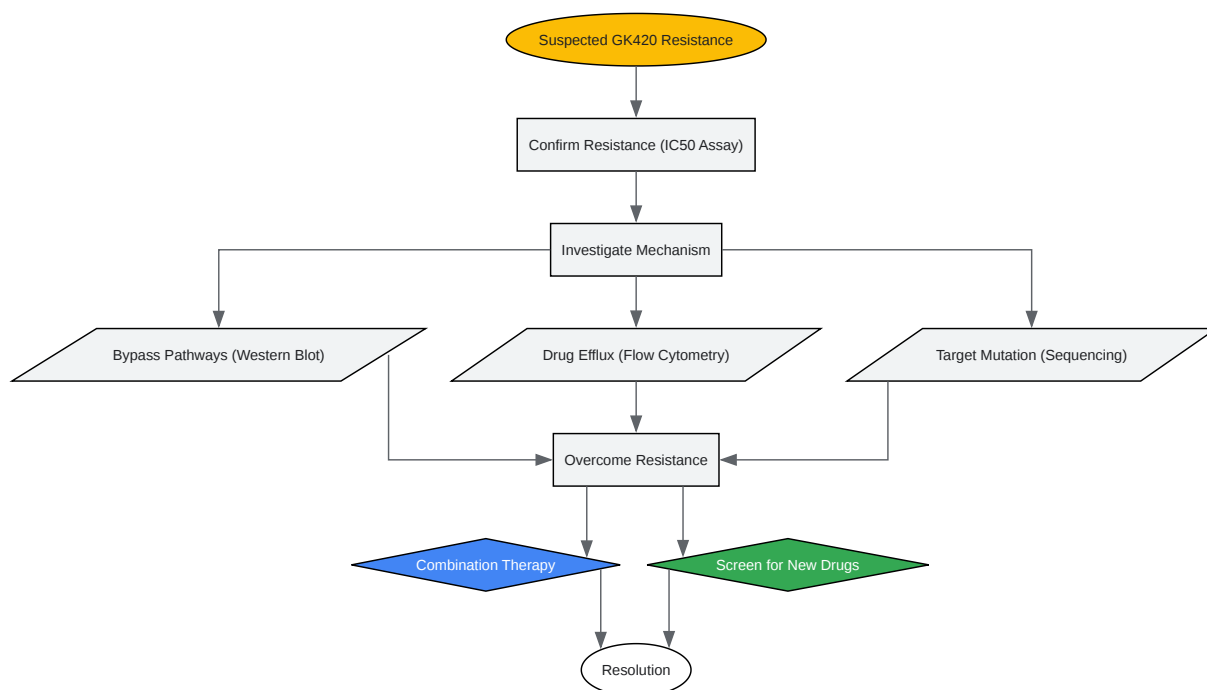 Suspected GK420 Resistance
Confirm Resistance (IC50 Assay)
Investigate Mechanism
Bypass Pathways (Western Blot)
Drug Efflux (Flow Cytometry)
Target Mutation (Sequencing)
Overcome Resistance
Combination Therapy
Screen for New Drugs
Resolution